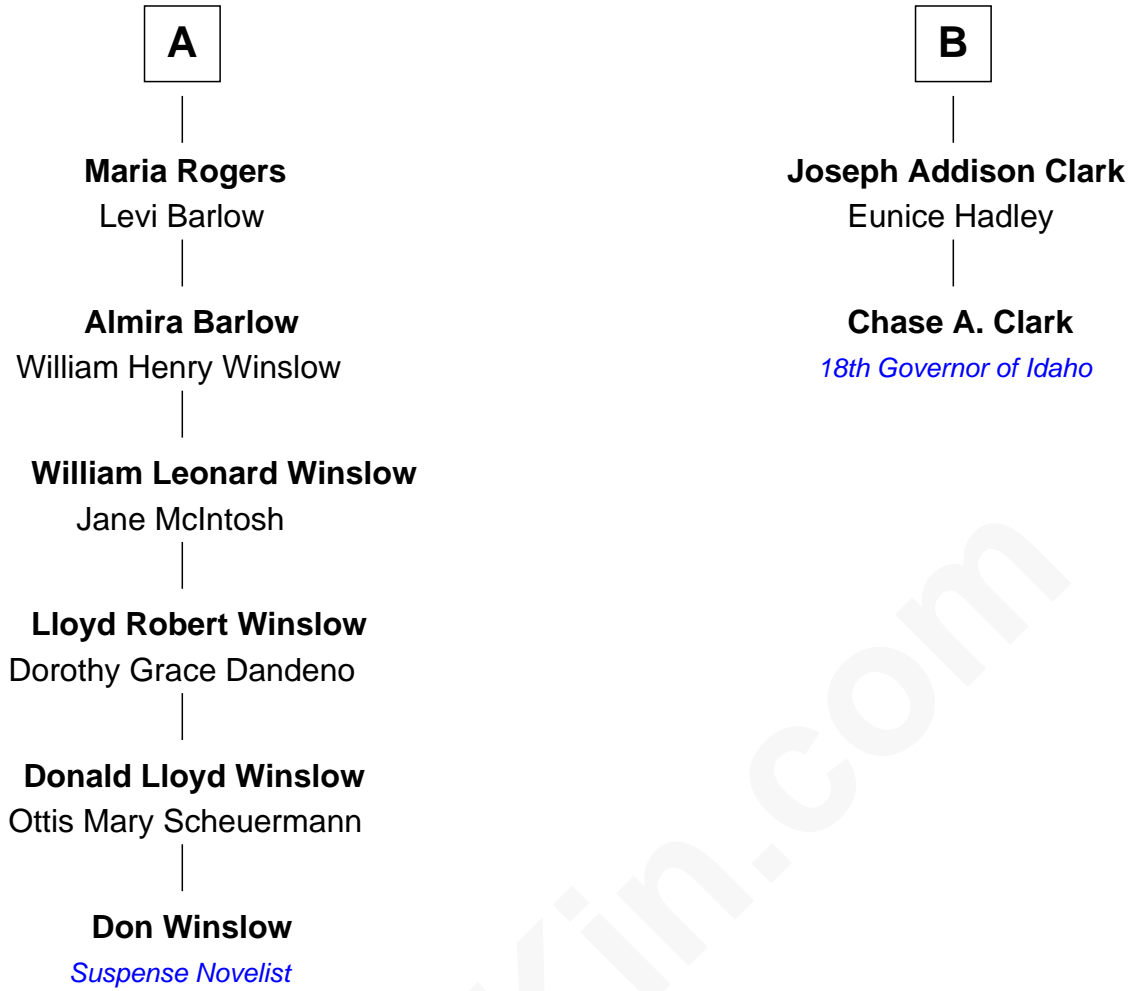 A
Maria Rogers
Levi Barlow
Almira Barlow
William Henry Winslow
William Leonard Winslow
Jane McIntosh
Lloyd Robert Winslow
Dorothy Grace Dandeno
Donald Lloyd Winslow
Ottis Mary Scheuermann
Don Winslow
Suspense Novelist
B
Joseph Addison Clark
Eunice Hadley
Chase A. Clark
18th Governor of Idaho
Kin.com